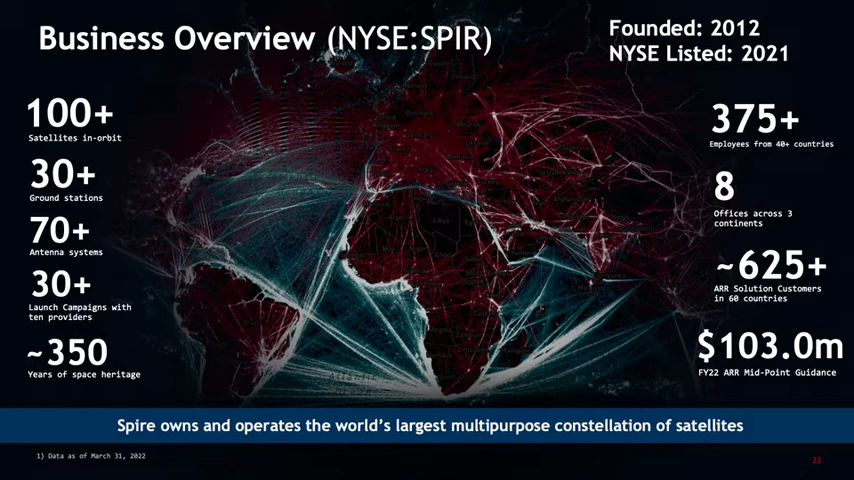 Business Overview (NYSE:SPIR)
Founded: 2012
NYSE Listed: 2021
100+
Satellites in-orbit
30+
Ground stations
70+
Antenna systems
30+
Launch Campaigns with
ten providers
~350
Years of space heritage
375+
Employees from 40+ countries
8
Offices across 3
continents
~625+
ARR Solution Customers
in 60 countries
$103.0m
FY22 ARR Mid-Point Guidance
Atlantic
Spire owns and operates the world's largest multipurpose constellation of satellites
1) Data as of March 31, 2022
23